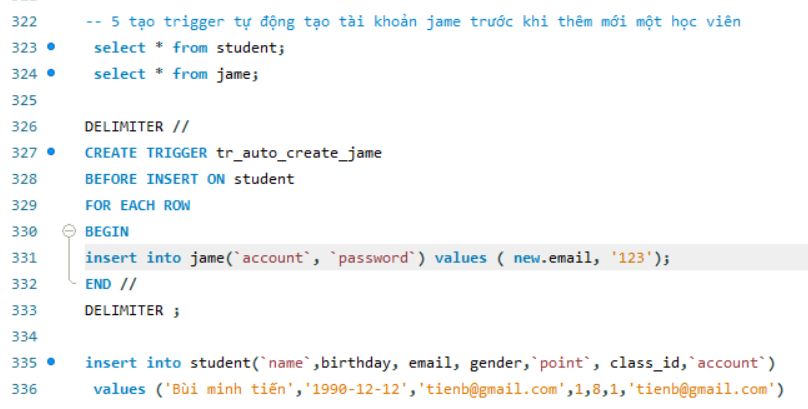 322 -- 5 tạo trigger tự động tạo tài khoản jame trước khi thêm mới một học viên
323 select * from student;
324 select * from jame;
325
326 DELIMITER //
327 CREATE TRIGGER tr_auto_create_jame
328 BEFORE INSERT ON student
329 FOR EACH ROW
330 BEGIN
331 insert into jame(`account`, `password`) values ( new.email, '123');
332 END //
333 DELIMITER ;
334
335 insert into student(`name`,birthday, email, gender,`point`, class_id,`account`)
336 values ('Bùi minh tiến','1990-12-12','tienb@gmail.com',1,8,1,'tienb@gmail.com')